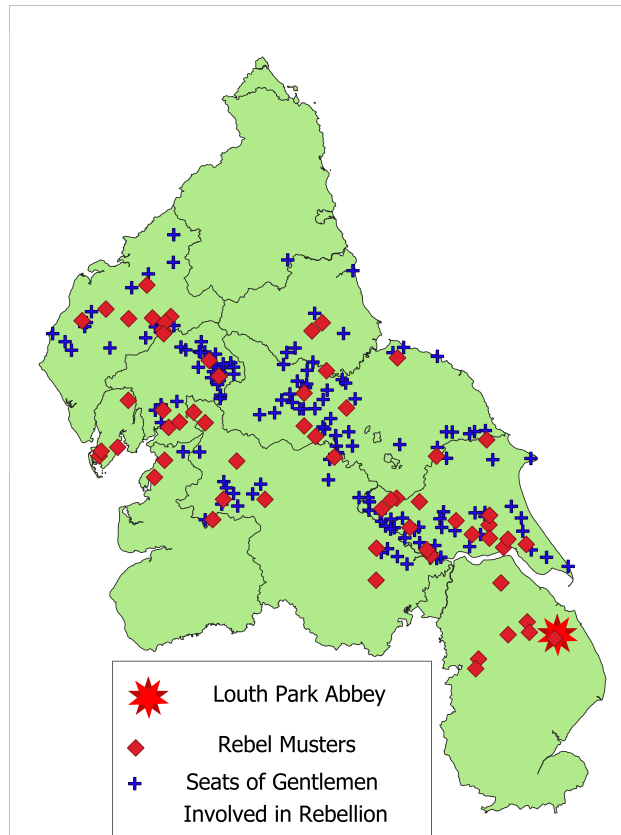 Louth Park Abbey
Rebel Musters
Seats of Gentlemen
Involved in Rebellion